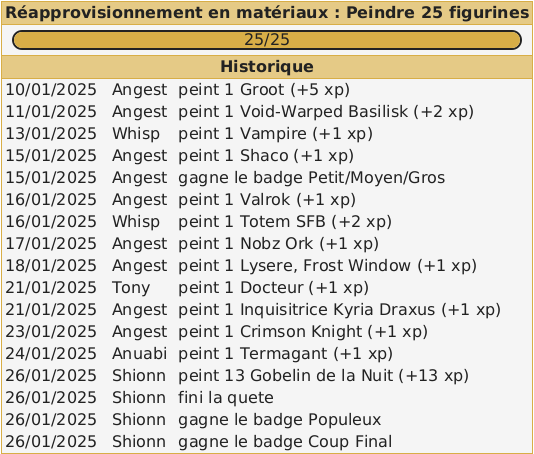 Réapprovisionnement en matériaux : Peindre 25 figurines
25/25
Historique
10/01/2025 Angest peint 1 Groot (+5 xp)
11/01/2025 Angest peint 1 Void-Warped Basilisk (+2 xp)
13/01/2025 Whisp peint 1 Vampire (+1 xp)
15/01/2025 Angest peint 1 Shaco (+1 xp)
15/01/2025 Angest gagne le badge Petit/Moyen/Gros
16/01/2025 Angest peint 1 Valrok (+1 xp)
16/01/2025 Whisp peint 1 Totem SFB (+2 xp)
17/01/2025 Angest peint 1 Nobz Ork (+1 xp)
18/01/2025 Angest peint 1 Lysere, Frost Window (+1 xp)
21/01/2025 Tony peint 1 Docteur (+1 xp)
21/01/2025 Angest peint 1 Inquisitrice Kyria Draxus (+1 xp)
23/01/2025 Angest peint 1 Crimson Knight (+1 xp)
24/01/2025 Anuabi peint 1 Termagant (+1 xp)
26/01/2025 Shionn peint 13 Gobelin de la Nuit (+13 xp)
26/01/2025 Shionn fini la quete
26/01/2025 Shionn gagne le badge Populeux
26/01/2025 Shionn gagne le badge Coup Final